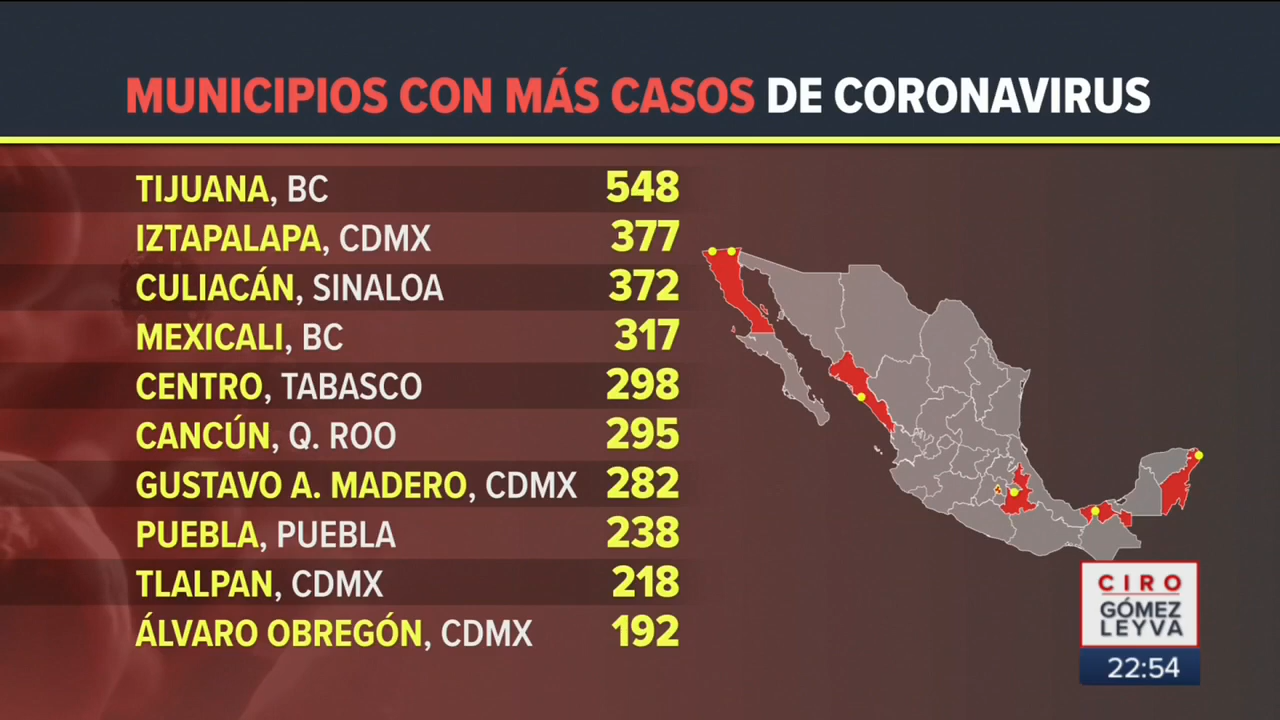 MUNICIPIOS CON MÁS CASOS DE CORONAVIRUS
TIJUANA, BC 548
IZTAPALAPA, CDMX 377
CULIACÁN, SINALOA 372
MEXICALI, BC 317
CENTRO, TABASCO 298
CANCÚN, Q. ROO 295
GUSTAVO A. MADERO, CDMX 282
PUEBLA, PUEBLA 238
TLALPAN, CDMX 218
ÁLVARO OBREGÓN, CDMX 192
CIRO
GÓMEZ
LEYVA
22:54